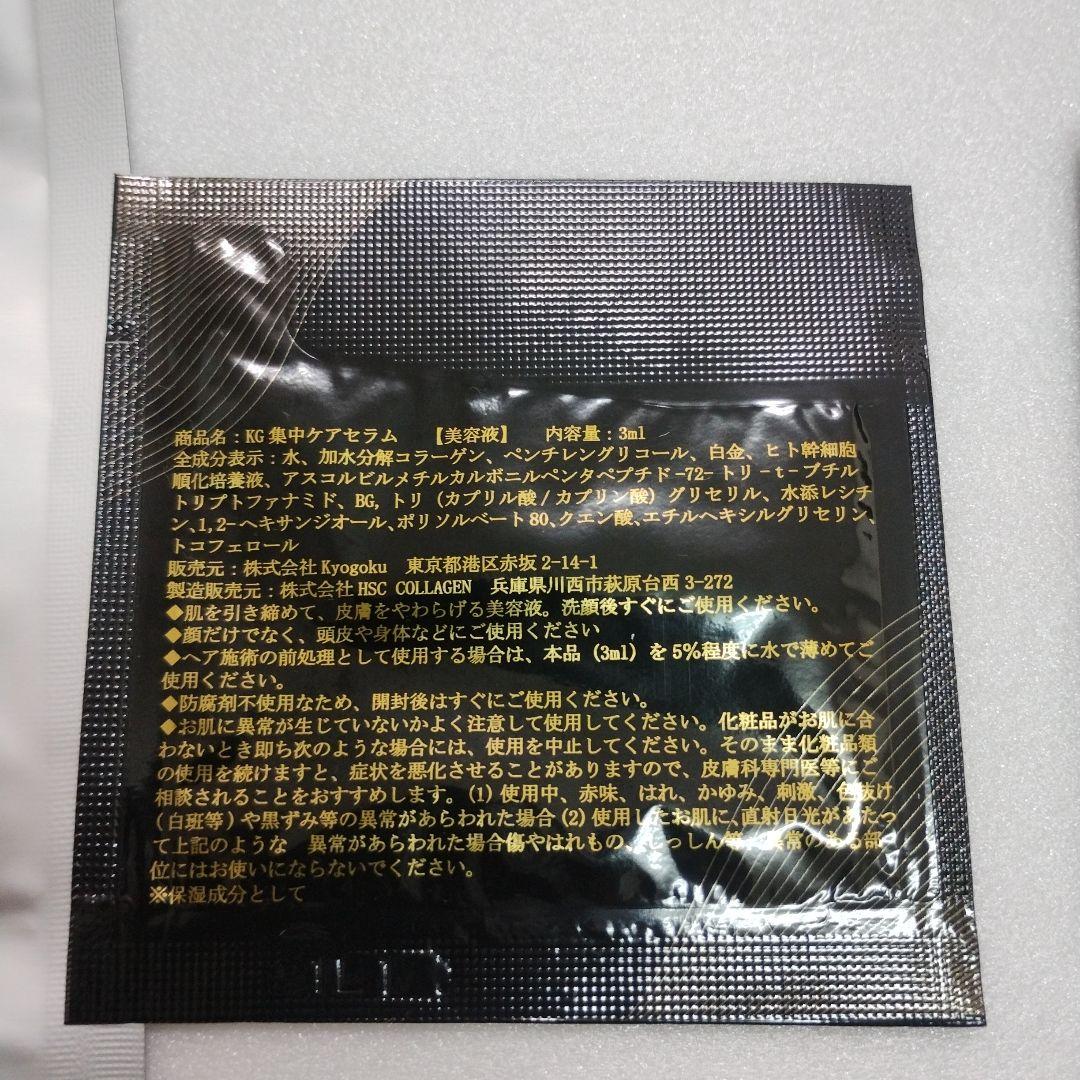 商品名：KG 集中ケアセラム 【美容液】 内容量：3ml
全成分表示：水、加水分解コラーゲン、ペンチレングリコール、白金、ヒト幹細胞
順化培養液、アスコルビルメチルカルボニルペンタペプチド-72-トリ-t-ブチル
トリプトファナミド、BG, トリ (カプリル酸/カプリン酸) グリセリル、水添レシチ
ン、1,2-ヘキサンジオール、ポリソルベート80、クエン酸、エチルヘキシルグリセリン、
トコフェロール
販売元：株式会社Kyogoku 東京都港区赤坂2-14-1
製造販売元：株式会社HSC COLLAGEN 兵庫県川西市萩原台西3-272
◆肌を引き締めて、皮膚をやわらげる美容液。洗顔後すぐにご使用ください。
◆顔だけでなく、頭皮や身体などにご使用ください
◆ヘア施術の前処理として使用する場合は、本品 (3ml) を5%程度に水で薄めてご
使用ください。
◆防腐剤不使用なため、開封後はすぐにご使用ください。
◆お肌に異常が生じていないかよく注意して使用してください。化粧品がお肌に合
わないとき即ち次のような場合には、使用を中止してください。そのまま化粧品類
の使用を続けますと、症状を悪化させることがありますので、皮膚科専門医等にご
相談されることをおすすめします。(1) 使用中、赤味、はれ、かゆみ、刺激、色抜け
(白斑等) や黒ずみ等の異常があらわれた場合 (2) 使用したお肌に、直射日光があたっ
て上記のような 異常があらわれた場合傷やはれもの、しっしん等、異常のある部
位にはお使いにならないでください。
※保湿成分として